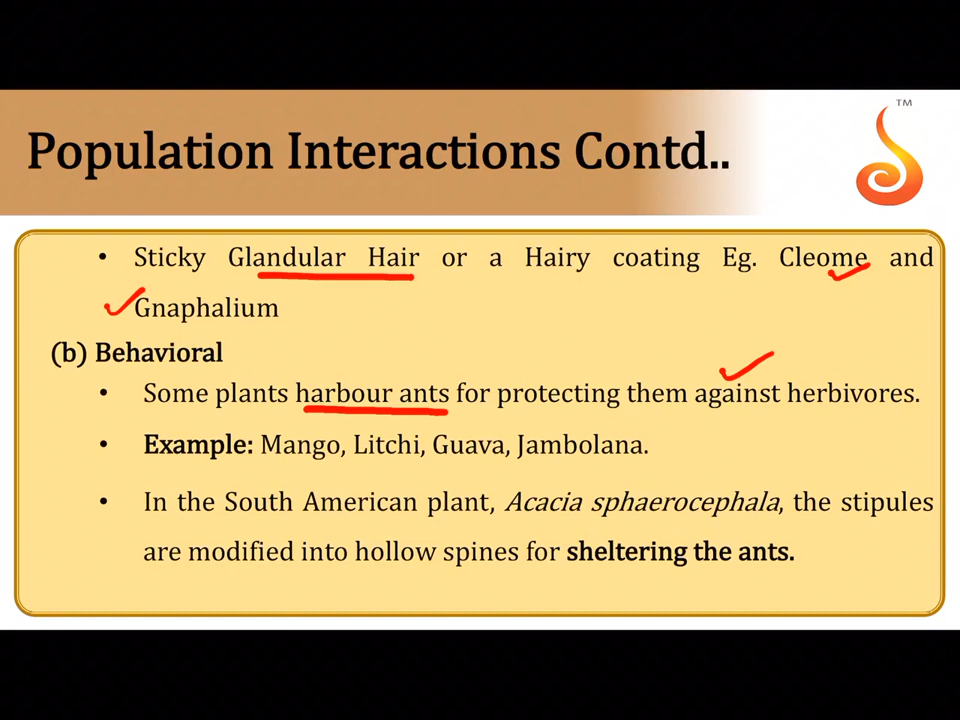 TM
Population Interactions Contd..
• Sticky Glandular Hair or a Hairy coating Eg. Cleome and
Gnaphalium
(b) Behavioral
• Some plants harbour ants for protecting them against herbivores.
• Example: Mango, Litchi, Guava, Jambolana.
• In the South American plant, Acacia sphaerocephala, the stipules
are modified into hollow spines for sheltering the ants.